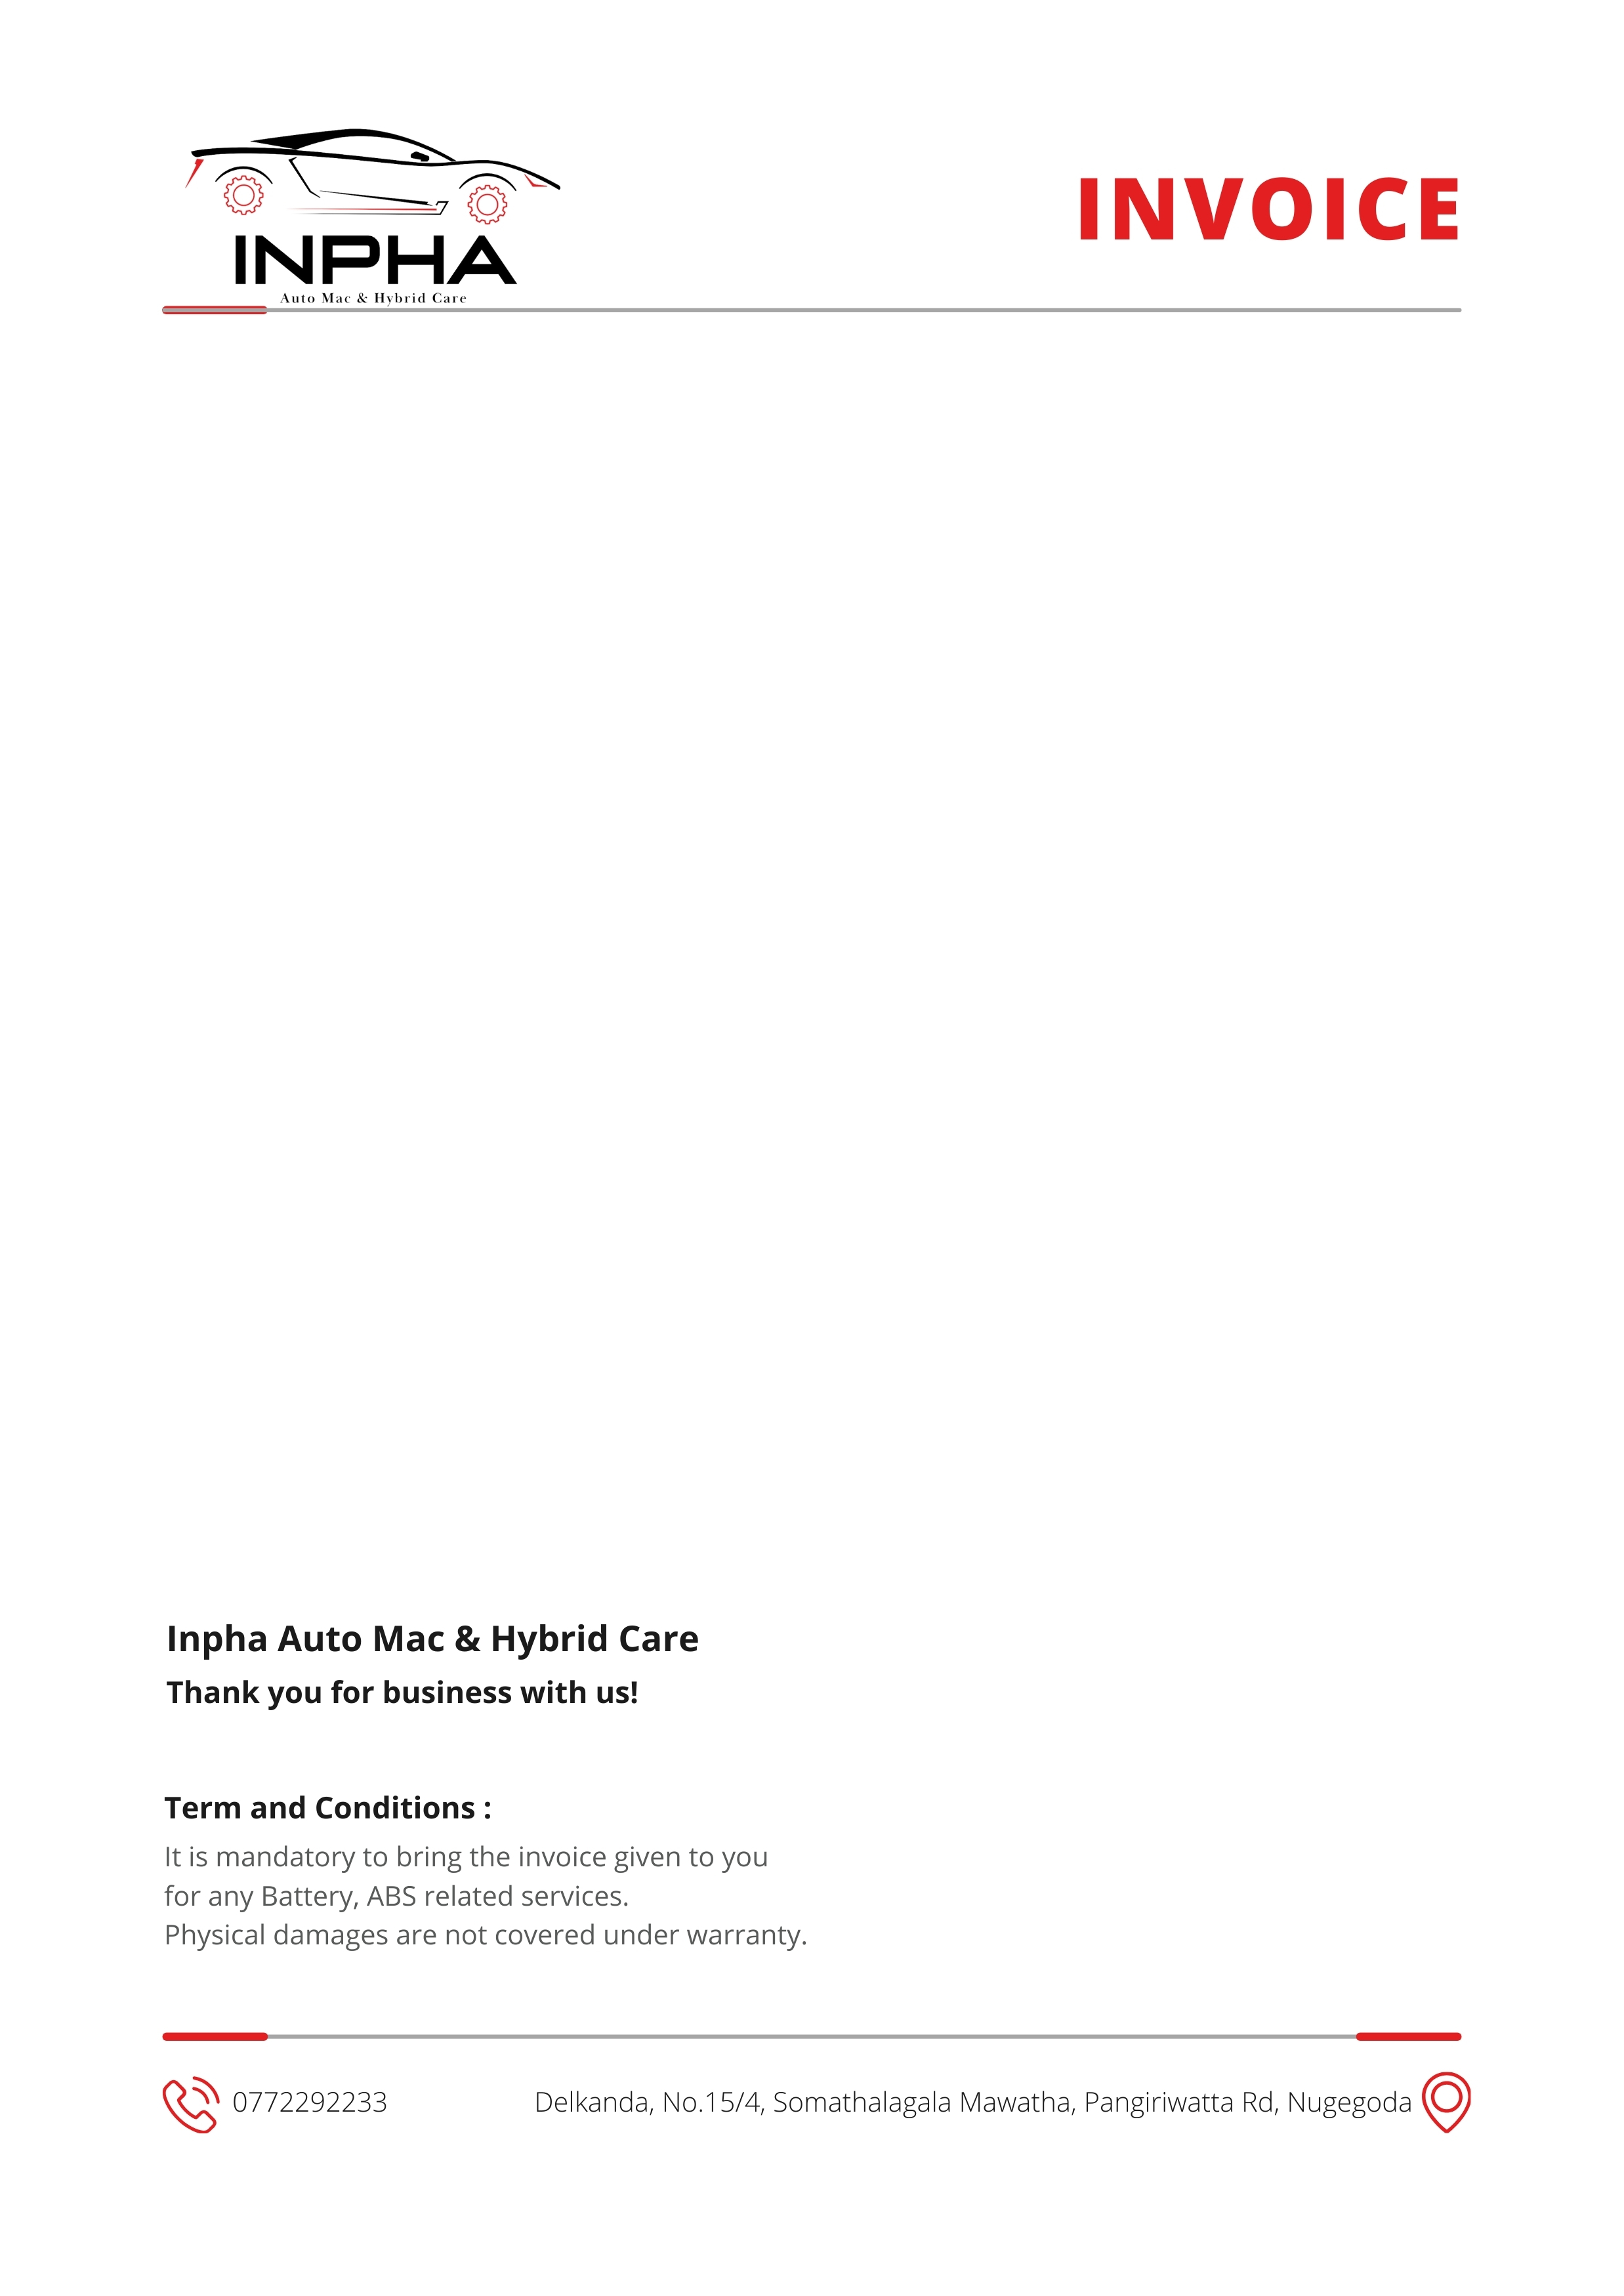 INPHA
Auto Mac & Hybrid Care
INVOICE
Inpha Auto Mac & Hybrid Care
Thank you for business with us!
Term and Conditions :
It is mandatory to bring the invoice given to you
for any Battery, ABS related services.
Physical damages are not covered under warranty.
0772292233
Delkanda, No.15/4, Somathalagala Mawatha, Pangiriwatta Rd, Nugegoda